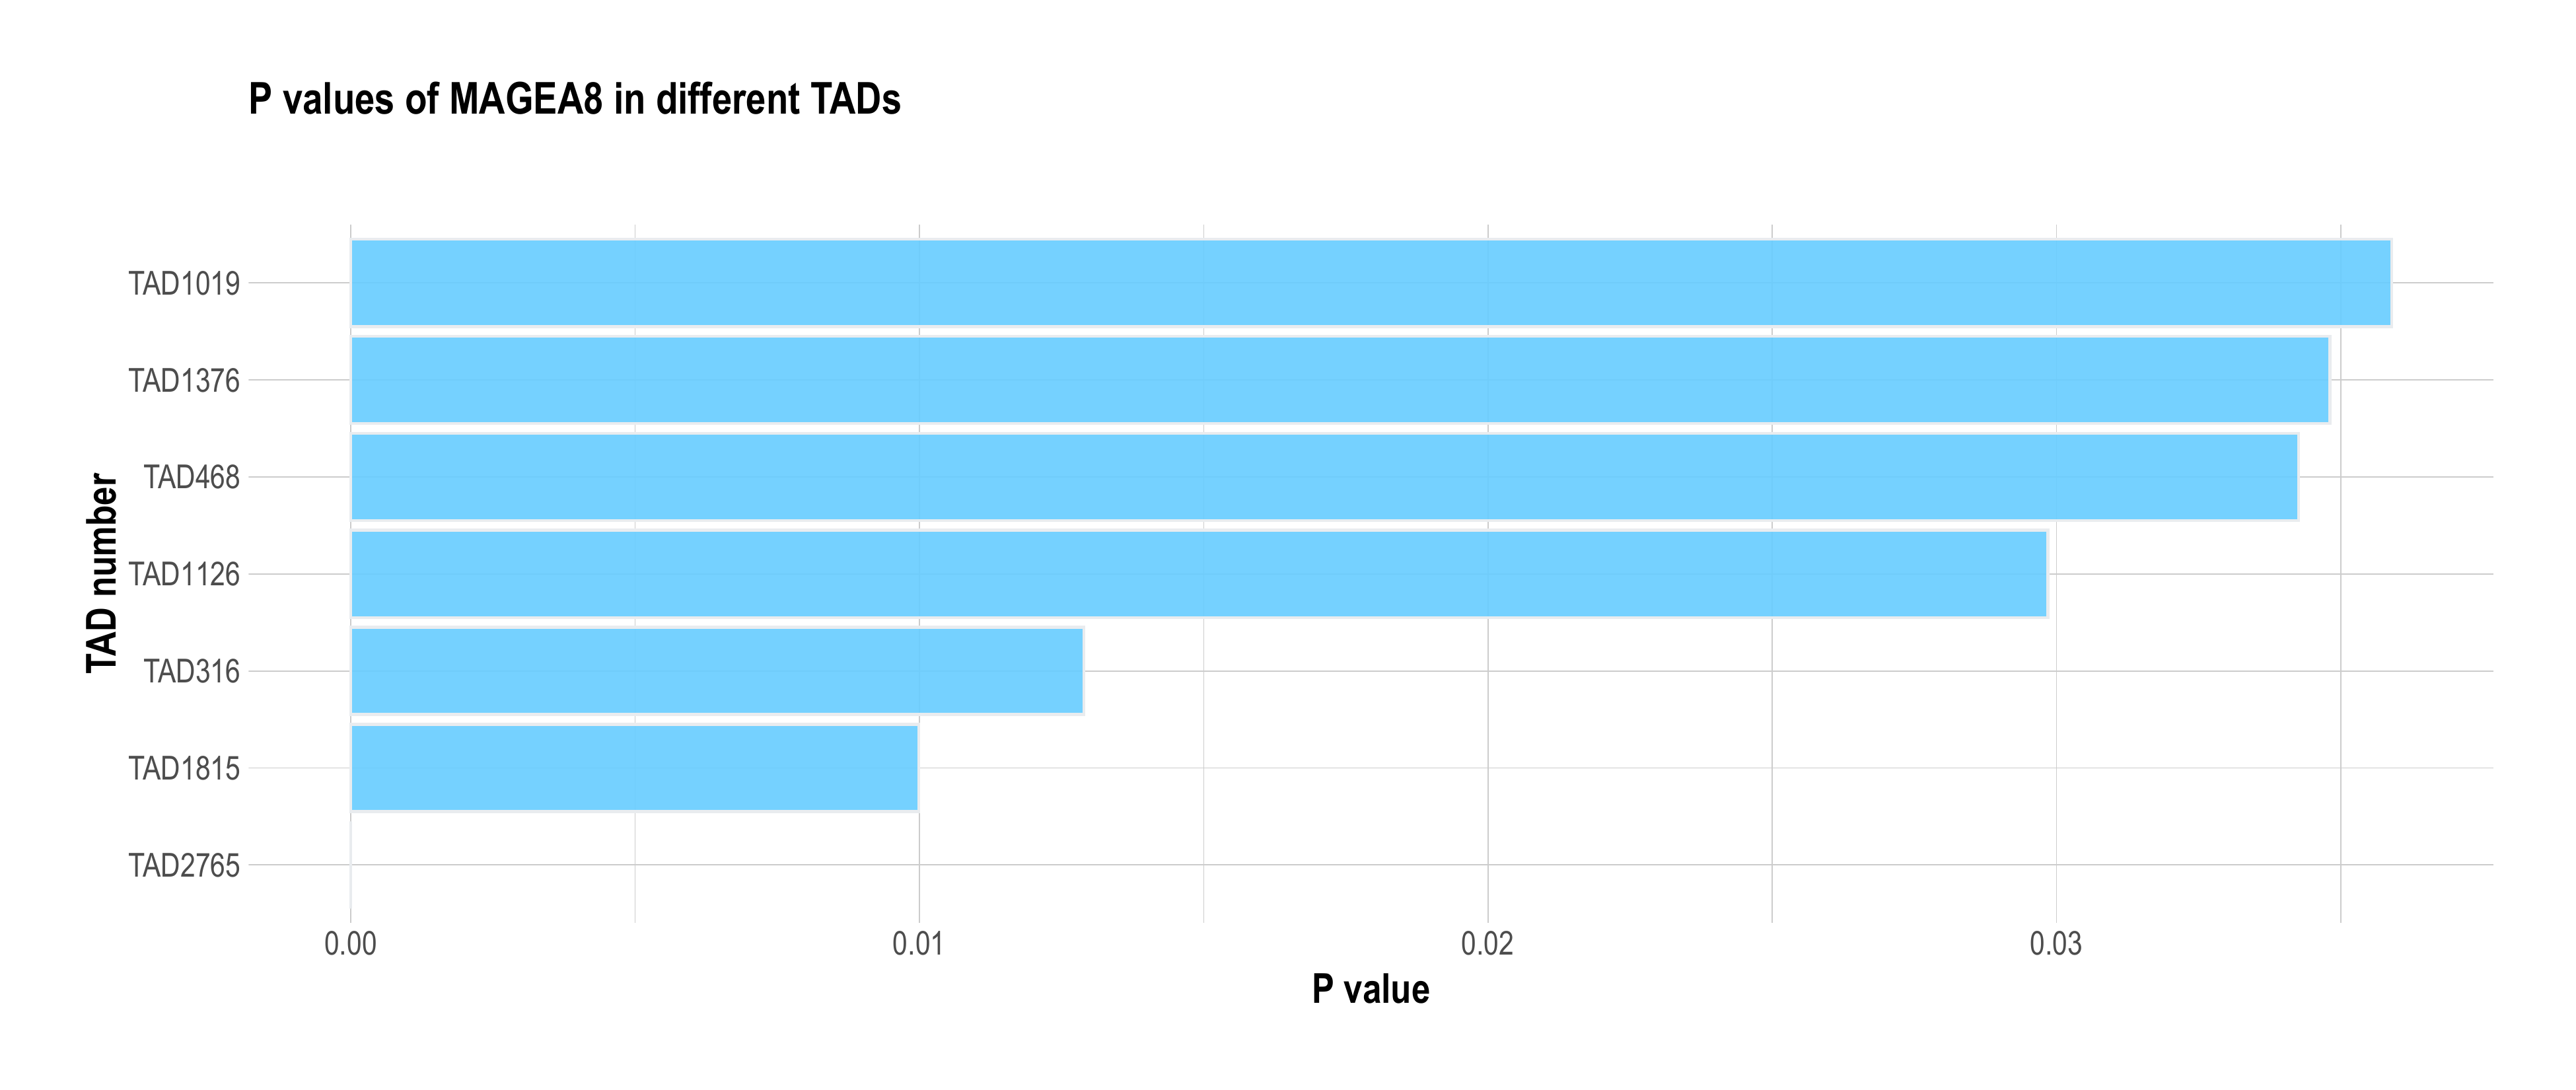 P values of MAGEA8 in different TADs
TAD number
TAD1019
TAD1376
TAD468
TAD1126
TAD316
TAD1815
TAD2765
0.00 0.01 0.02 0.03
P value